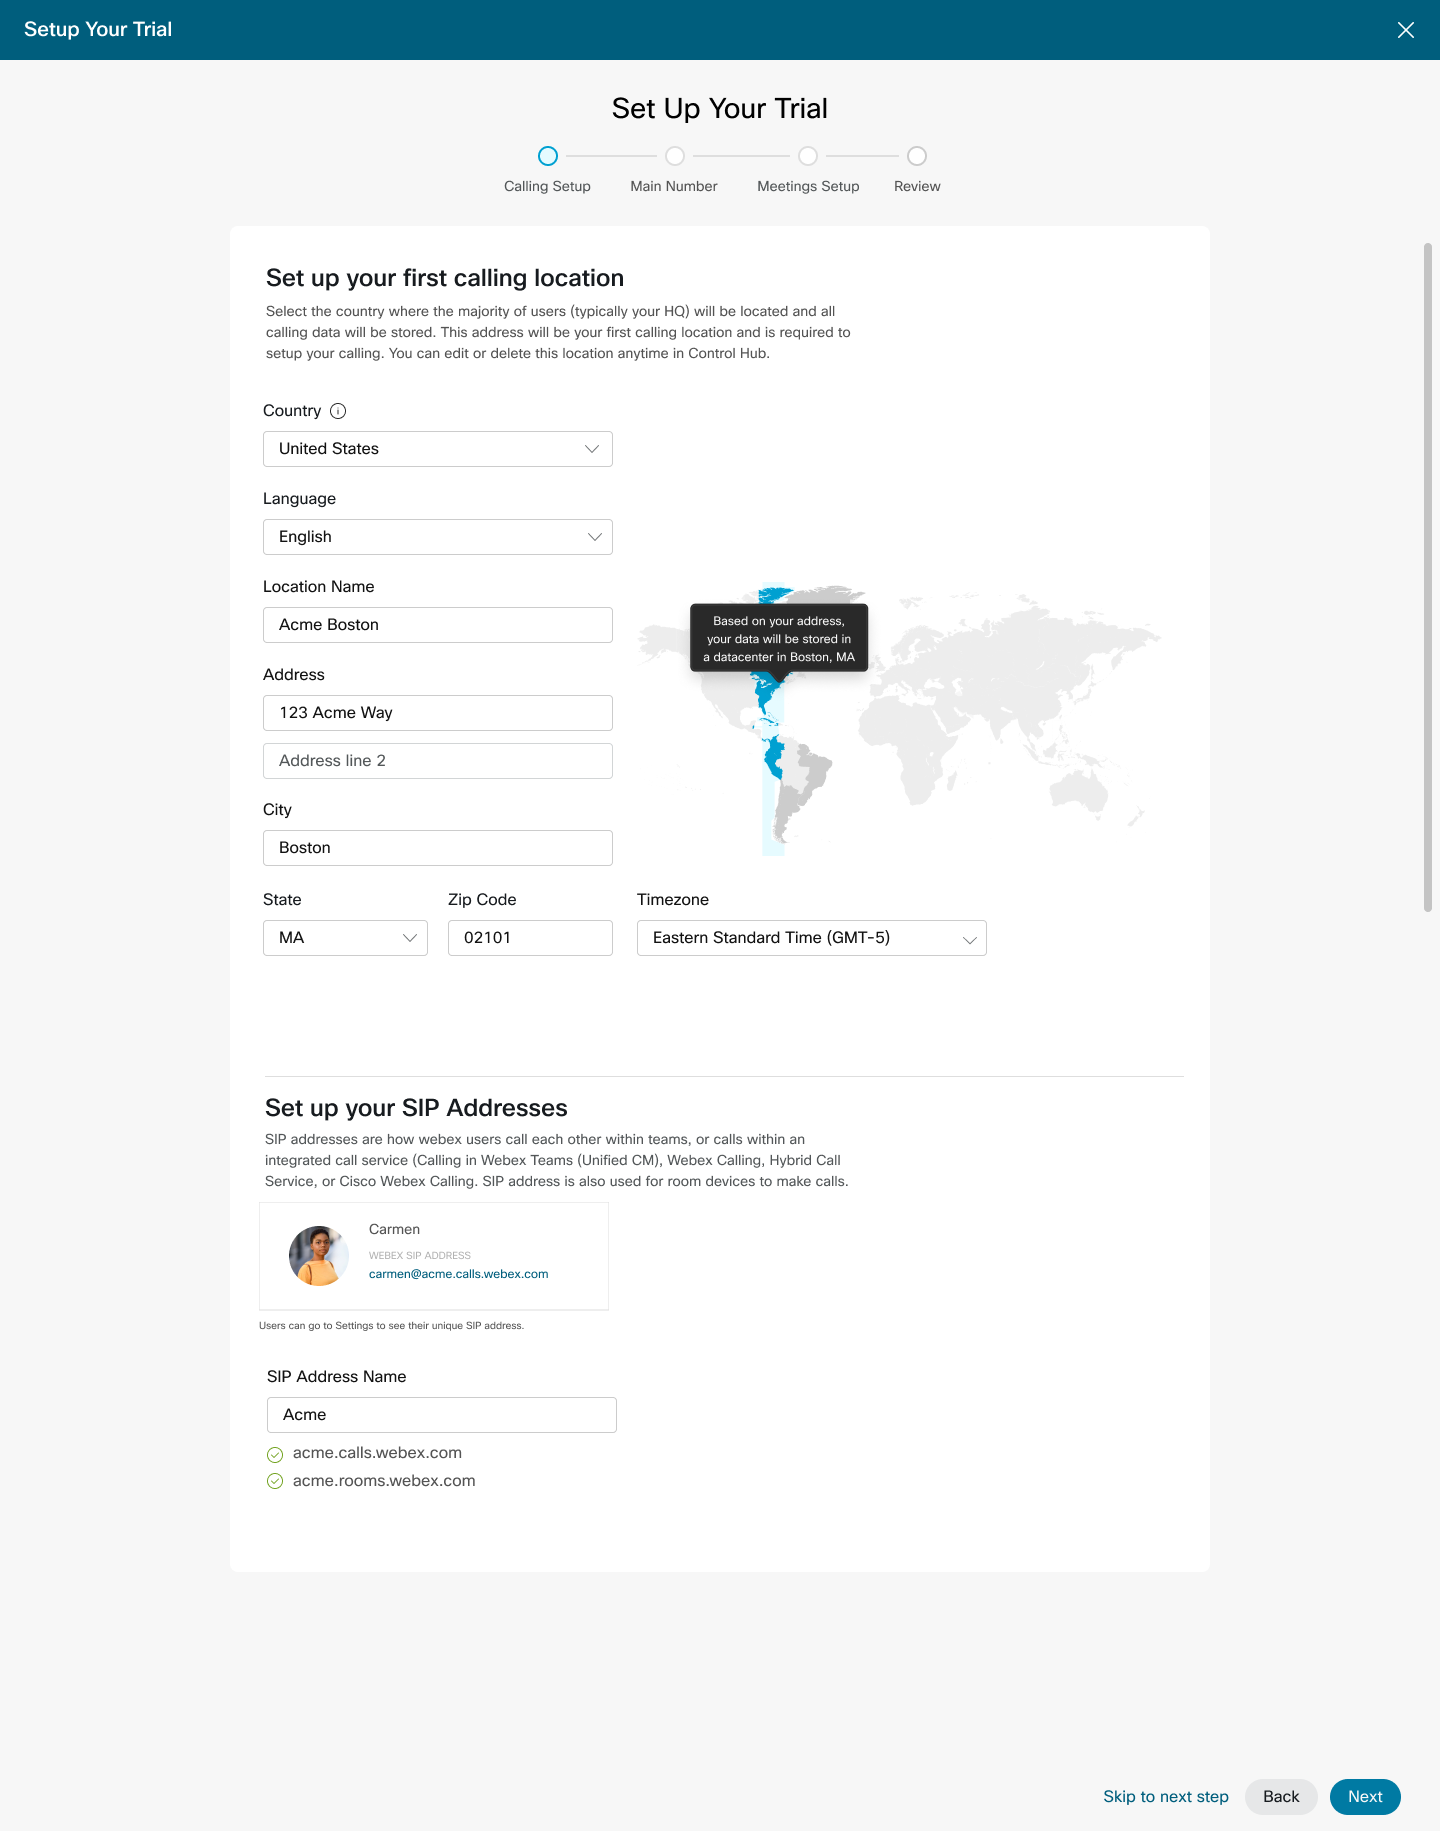 Setup Your Trial
Set Up Your Trial
Calling Setup
Main Number
Meetings Setup
Review
Set up your first calling location
Select the country where the majority of users (typically your HQ) will be located and all
calling data will be stored. This address will be your first calling location and is required to
setup your calling. You can edit or delete this location anytime in Control Hub.
Country
United States
Language
English
Location Name
Acme Boston
Address
123 Acme Way
Address line 2
City
Boston
Based on your address,
your data will be stored in
a datacenter in Boston, MA
State
MA
Zip Code
02101
Timezone
Eastern Standard Time (GMT-5)
Set up your SIP Addresses
SIP addresses are how webex users call each other within teams, or calls within an
integrated call service (Calling in Webex Teams (Unified CM), Webex Calling, Hybrid Call
Service, or Cisco Webex Calling. SIP address is also used for room devices to make calls.
Carmen
WEBEX SIP ADDRESS
carmen@acme.calls.webex.com
Users can go to Settings to see their unique SIP address.
SIP Address Name
Acme
acme.calls.webex.com
acme.rooms.webex.com
Skip to next step
Back
Next